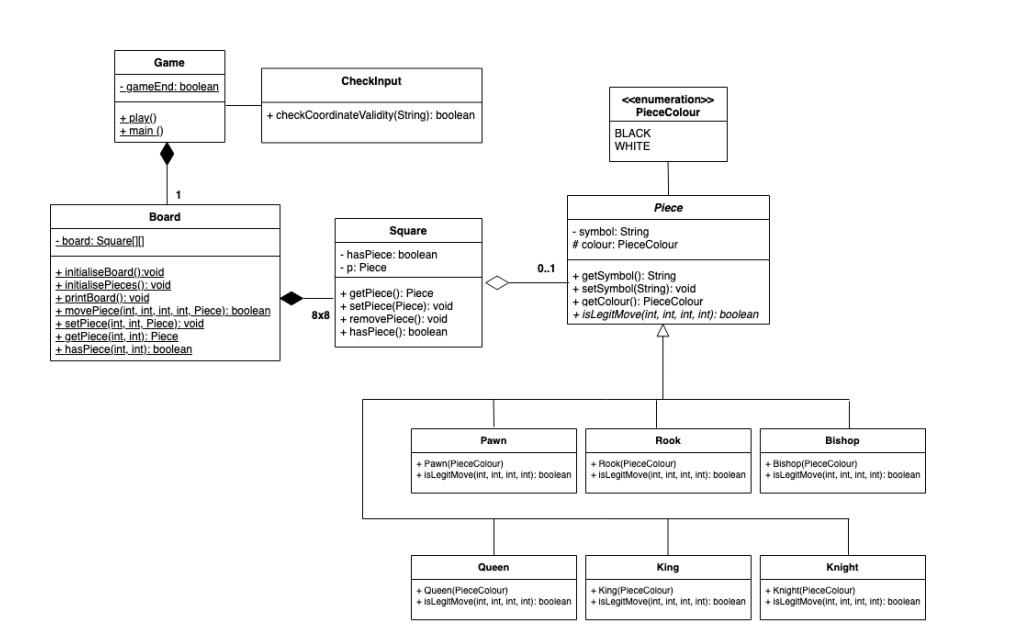 Game
- gameEnd: boolean
+ play()
+ main ()
CheckInput
+ checkCoordinateValidity(String): boolean
<<enumeration>>
PieceColour
BLACK
WHITE
1
Board
- board: Square[][]
+ initialiseBoard():void
+ initialisePieces(): void
+ printBoard(): void
+ movePiece(int, int, int, int, Piece): boolean
+ setPiece(int, int, Piece): void
+ getPiece(int, int): Piece
+ hasPiece(int, int): boolean
8x8
Square
- hasPiece: boolean
- p: Piece
+ getPiece(): Piece
+ setPiece(Piece): void
+ removePiece(): void
+ hasPiece(): boolean
0..1
Piece
- symbol: String
# colour: PieceColour
+ getSymbol(): String
+ setSymbol(String): void
+ getColour(): PieceColour
+ isLegitMove(int, int, int, int): boolean
Pawn
+ Pawn(PieceColour)
+ isLegitMove(int, int, int, int): boolean
Rook
+ Rook(PieceColour)
+ isLegitMove(int, int, int, int): boolean
Bishop
+ Bishop(PieceColour)
+ isLegitMove(int, int, int, int): boolean
Queen
+ Queen(PieceColour)
+ isLegitMove(int, int, int, int): boolean
King
+ King(PieceColour)
+ isLegitMove(int, int, int, int): boolean
Knight
+ Knight(PieceColour)
+ isLegitMove(int, int, int, int): boolean